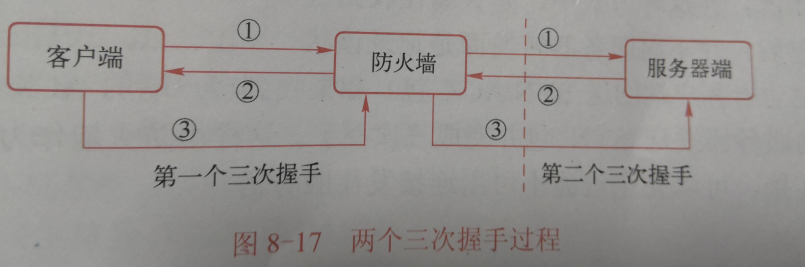 ① ①
客户端 防火墙 服务器端
② ②
③ ③
第一个三次握手 第二个三次握手
图 8-17 两个三次握手过程